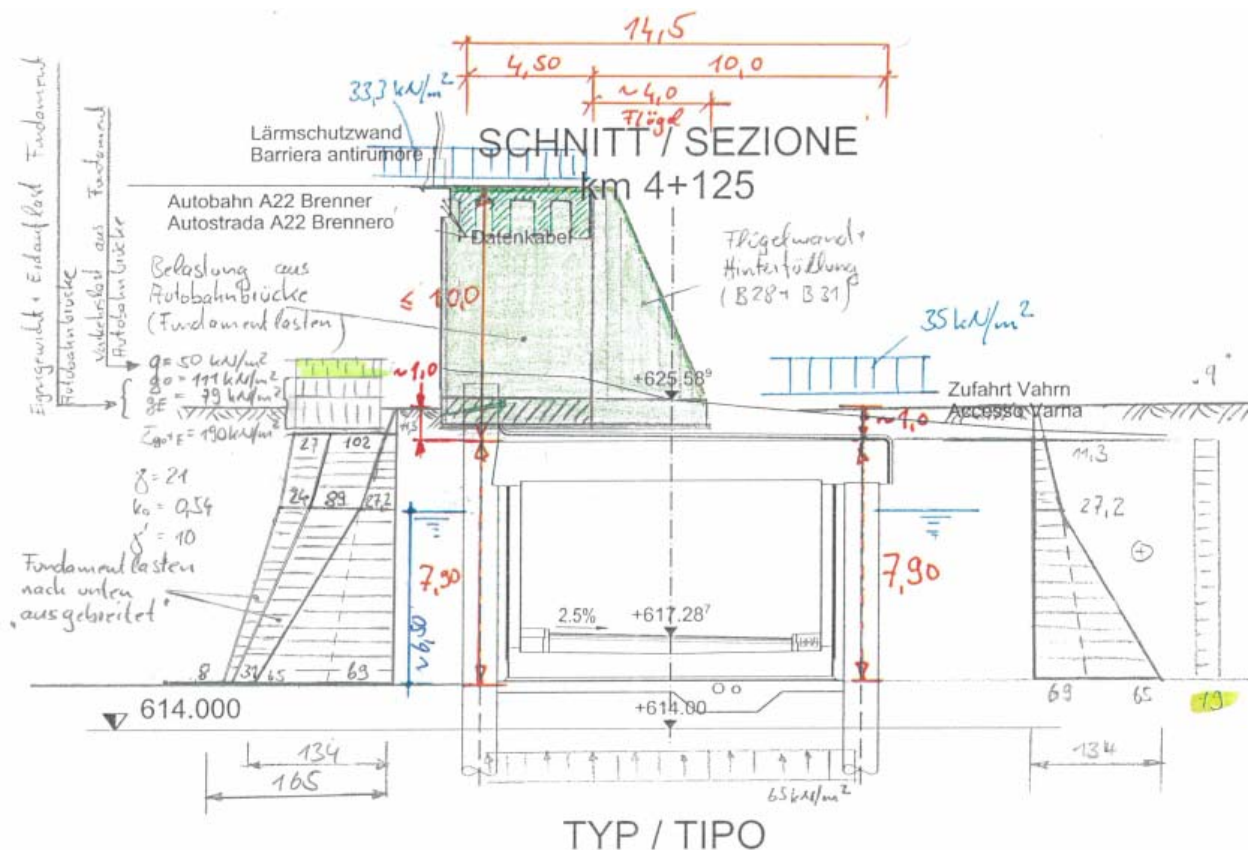 14,5
4,50
10,0
~4,0
Flügel
33,3 kN/m²
Lärmschutzwand
Barriera antirumore
SCHNITT / SEZIONE
km 4+125
Autobahn A22 Brenner
Autostrada A22 Brennero
Datenkabel
Eigengewicht + Erdauflast Fundament
Autobahnbrücke
Verkehrslast aus Fundament
Autobahnbrücke
Belastung aus
Autobahnbrücke
(Fundamentlasten)
≤ 10,0
Flügelwand +
Hinterfüllung
(B28 + B31)
35 kN/m²
q = 50 kN/m²
= 111 kN/m²
= 79 kN/m²
= 190 kN/m²
~1,0
+625.58⁹
Zufahrt Vahrn
Accesso Varna
"q"
~1,0
27 102
11,3
γ = 21
k₀ = 0,54
γ' = 10
24 89 27,2
27,2
Fundamentlasten
nach unten
"ausgebreitet"
7,90
7,90
+
2.5%
+617.28⁷
8 31 65 69
69 65 19
614.000
+614.00
134
165
134
65 kN/m²
TYP / TIPO